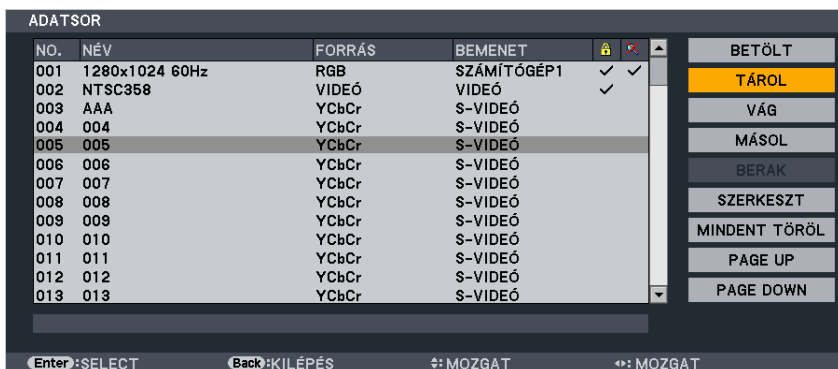 ADATSOR
NO. NÉV FORRÁS BEMENET
001 1280x1024 60Hz RGB SZÁMÍTÓGÉP1 ✓ ✓
002 NTSC358 VIDEÓ VIDEÓ ✓
003 AAA YCbCr S-VIDEÓ
004 004 YCbCr S-VIDEÓ
005 005 YCbCr S-VIDEÓ
006 006 YCbCr S-VIDEÓ
007 007 YCbCr S-VIDEÓ
008 008 YCbCr S-VIDEÓ
009 009 YCbCr S-VIDEÓ
010 010 YCbCr S-VIDEÓ
011 011 YCbCr S-VIDEÓ
012 012 YCbCr S-VIDEÓ
013 013 YCbCr S-VIDEÓ
BETÖLT
TÁROL
VÁG
MÁSOL
BERAK
SZERKESZT
MINDENT TÖRÖL
PAGE UP
PAGE DOWN
Enter:SELECT Back:KILÉPÉS :MOZGAT :MOZGAT